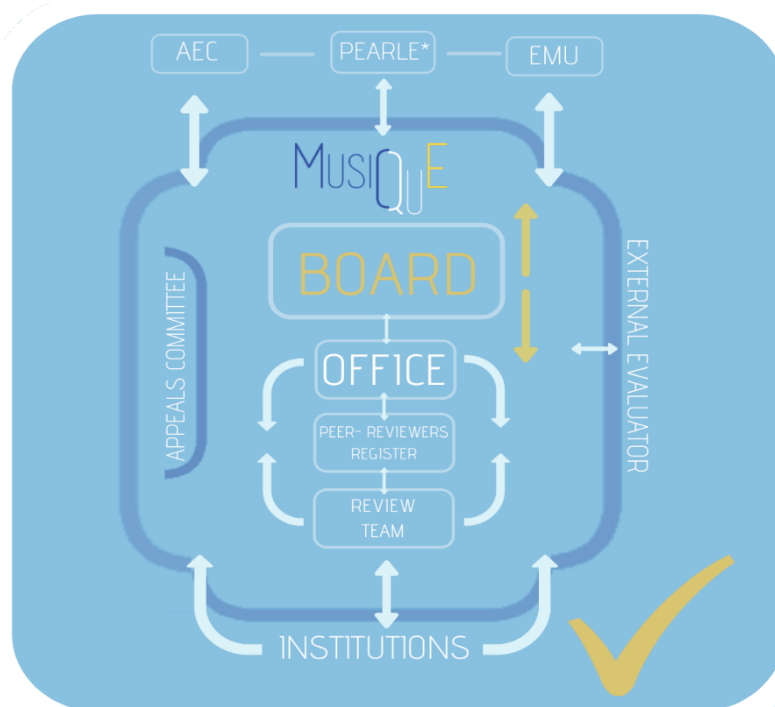 AEC
PEARLE*
EMU
MUSIQUE
BOARD
APPEALS COMMITTEE
EXTERNAL EVALUATOR
OFFICE
PEER- REVIEWERS
REGISTER
REVIEW
TEAM
INSTITUTIONS